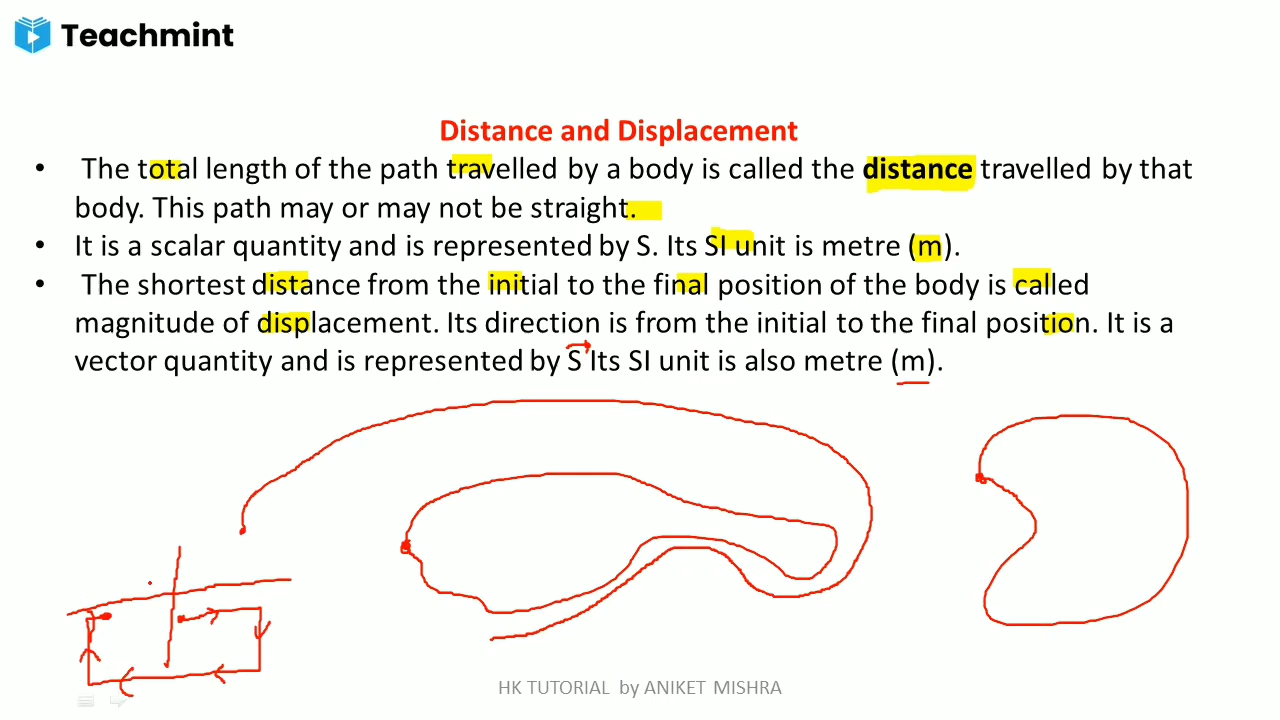 Teachmint
Distance and Displacement
• The total length of the path travelled by a body is called the distance travelled by that
body. This path may or may not be straight.
• It is a scalar quantity and is represented by S. Its SI unit is metre (m).
• The shortest distance from the initial to the final position of the body is called
magnitude of displacement. Its direction is from the initial to the final position. It is a
vector quantity and is represented by S Its SI unit is also metre (m).
HK TUTORIAL by ANIKET MISHRA